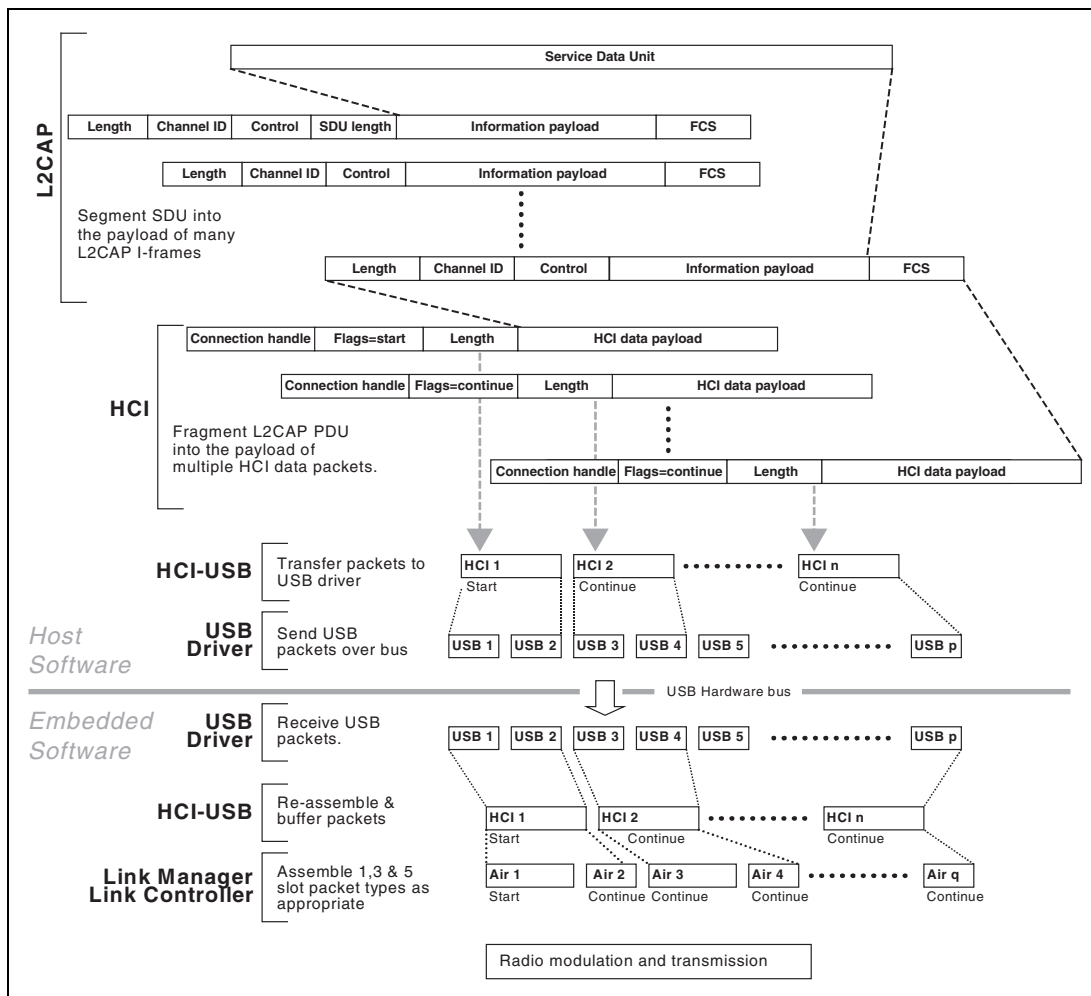 Service Data Unit
L2CAP
Length Channel ID Control SDU length Information payload FCS
Length Channel ID Control Information payload FCS
Segment SDU into
the payload of many
L2CAP I-frames
Length Channel ID Control Information payload FCS
HCI
Connection handle Flags=start Length HCI data payload
Connection handle Flags=continue Length HCI data payload
Fragment L2CAP PDU
into the payload of
multiple HCI data packets.
Connection handle Flags=continue Length HCI data payload
HCI-USB
Transfer packets to
USB driver
HCI 1 HCI 2 HCI n
Start Continue Continue
Host
Software
USB
Driver
Send USB
packets over bus
USB 1 USB 2 USB 3 USB 4 USB 5 USB p
USB Hardware bus
Embedded
Software
USB
Driver
Receive USB
packets.
USB 1 USB 2 USB 3 USB 4 USB 5 USB p
HCI-USB
Re-assemble &
buffer packets
HCI 1 HCI 2 HCI n
Start Continue Continue
Link Manager
Link Controller
Assemble 1,3 & 5
slot packet types as
appropriate
Air 1 Air 2 Air 3 Air 4 Air q
Start Continue Continue Continue Continue
Radio modulation and transmission